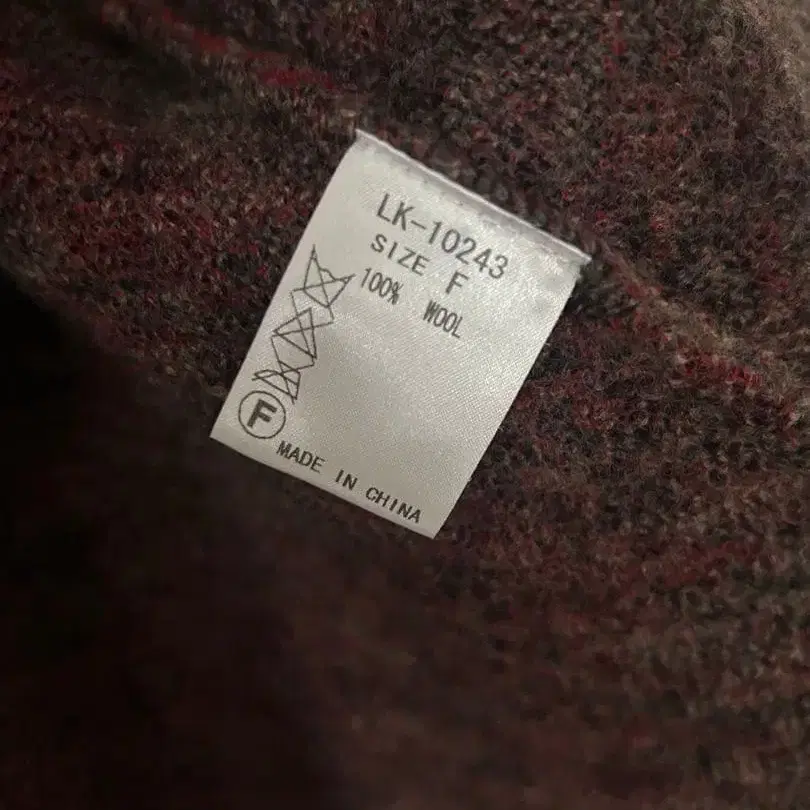 LK-10243
SIZE F
100% WOOL
F
MADE IN CHINA